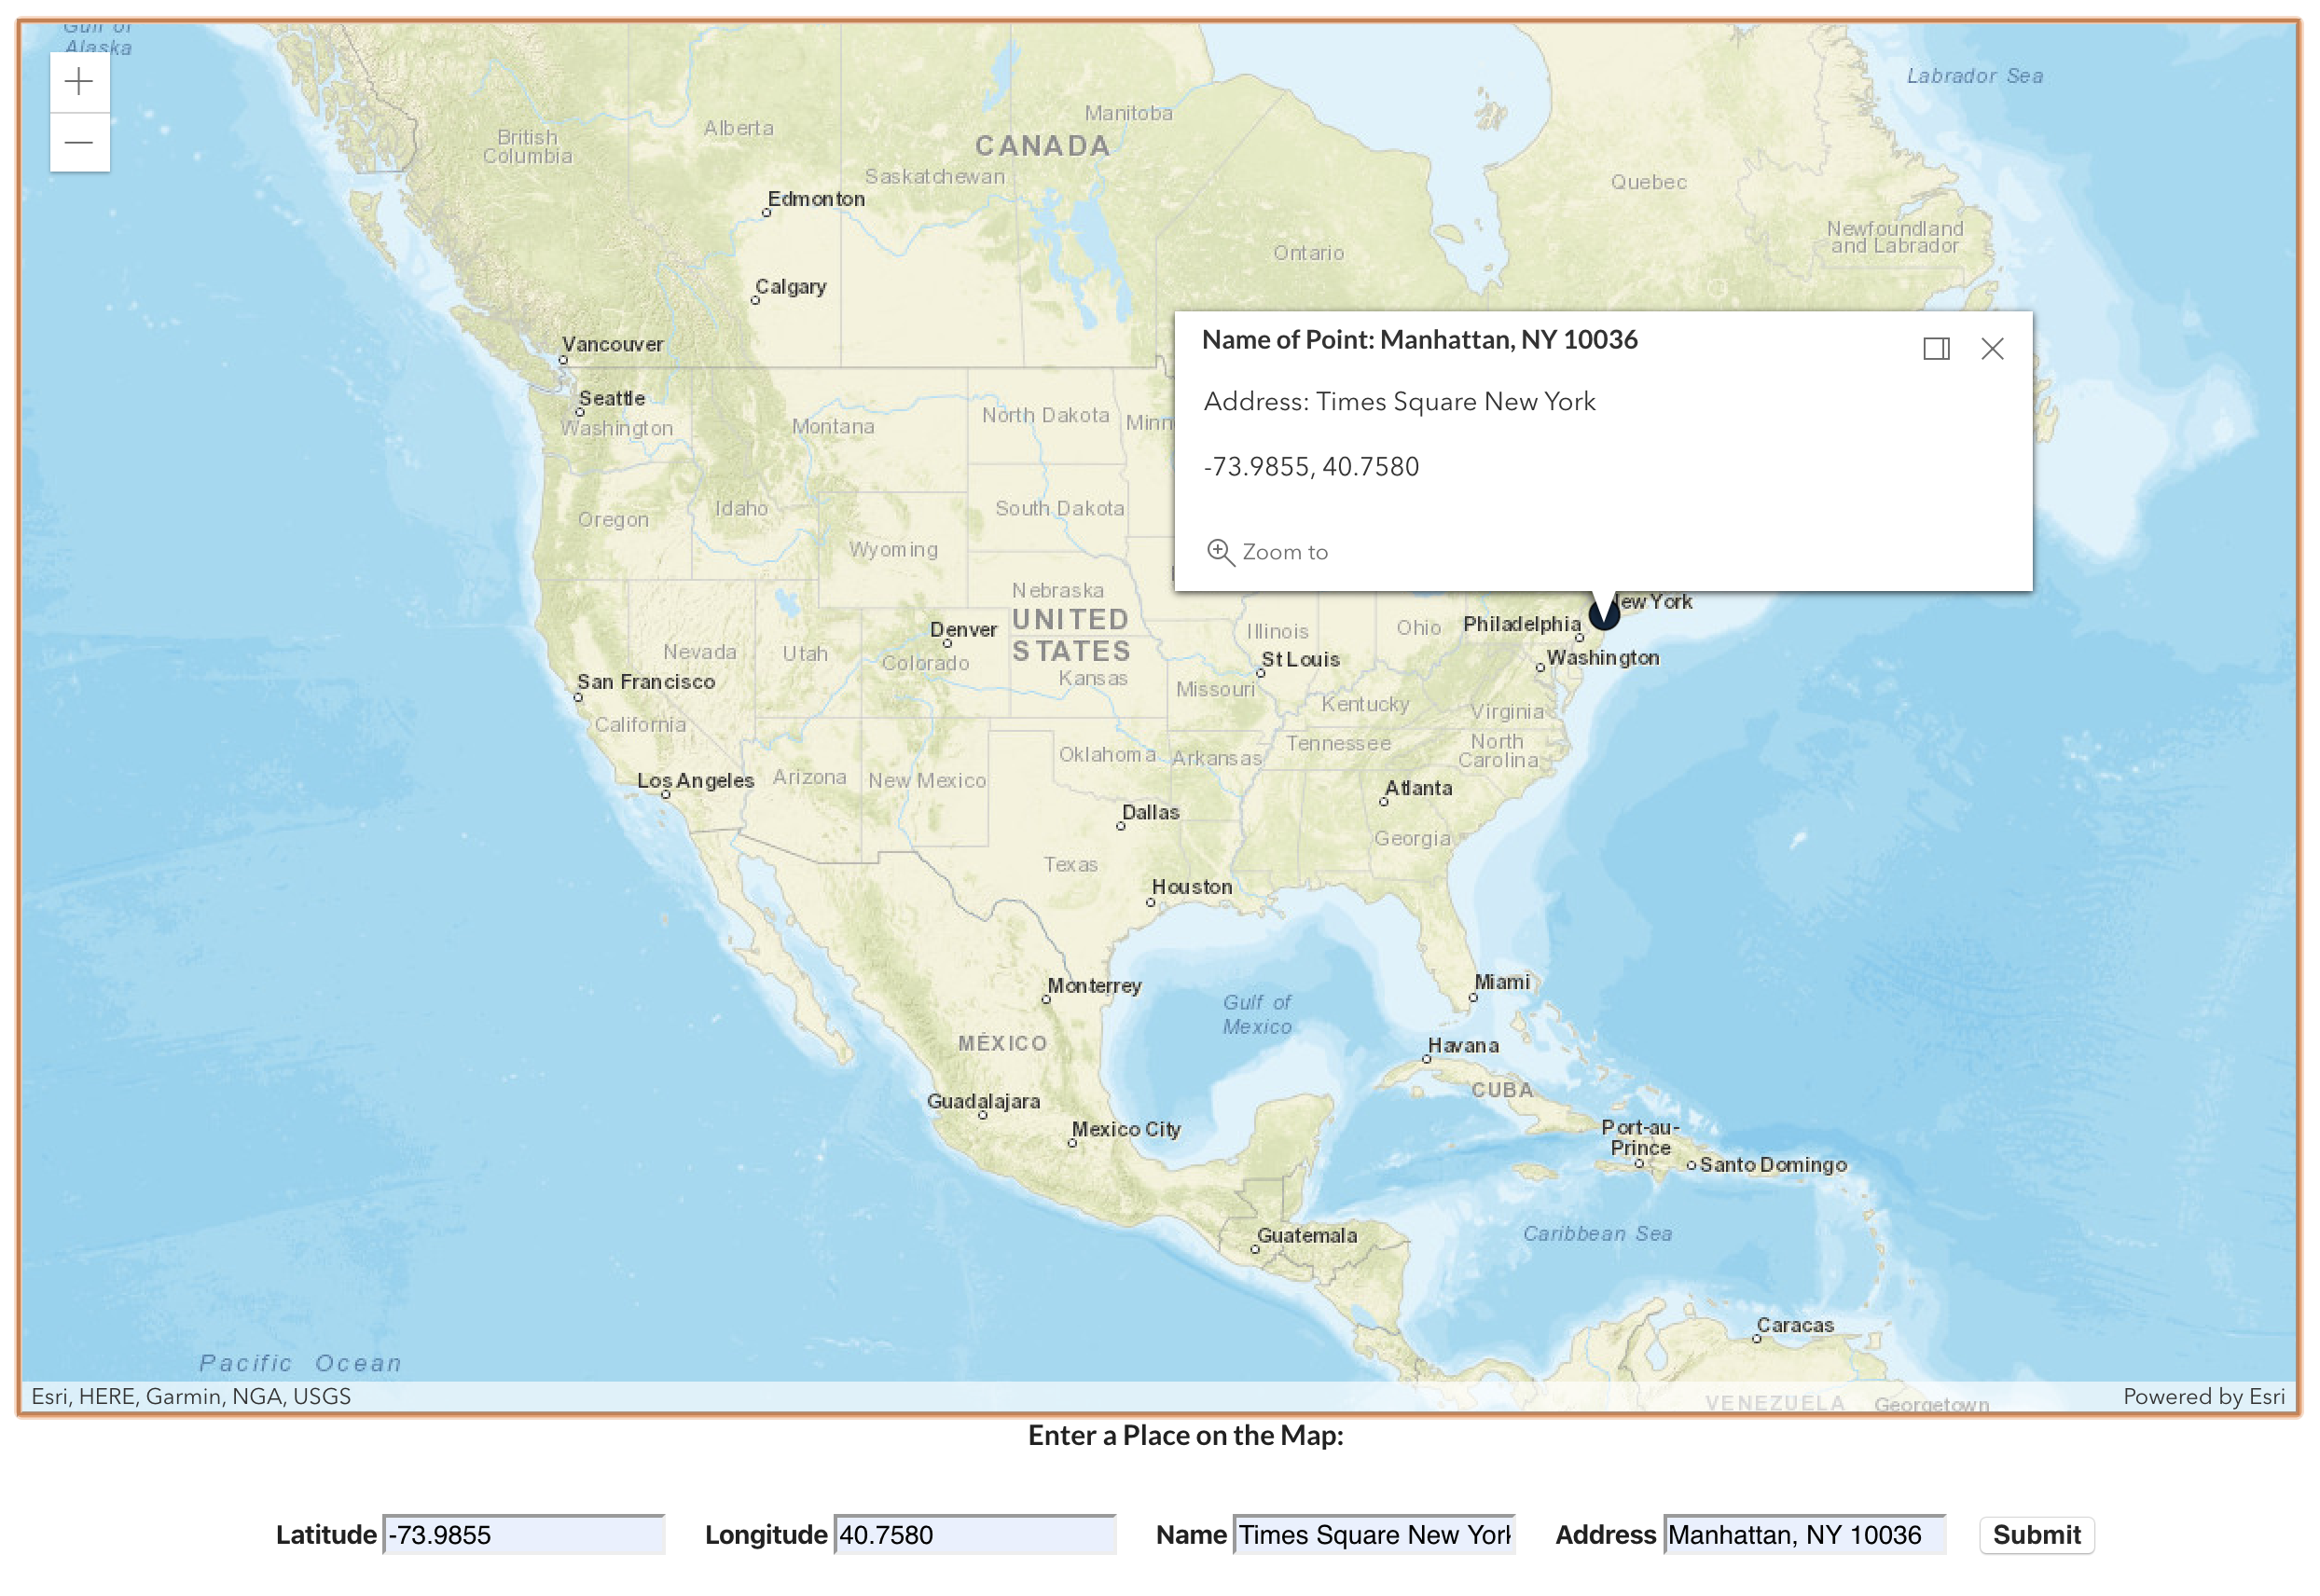 Gulf of
Alaska
Labrador Sea
Manitoba
Alberta
British
Columbia
CANADA
Saskatchewan
Quebec
Edmonton
Newfoundland
and Labrador
Ontario
Calgary
Vancouver
Name of Point: Manhattan, NY 10036
Seattle
Address: Times Square New York
Washington
Montana
North Dakota
Minn
-73.9855, 40.7580
Oregon
Idaho
South Dakota
Wyoming
Zoom to
Nebraska
ew York
UNITED
STATES
Denver
Illinois
Ohio
Philadelphia
Nevada
Utah
Colorado
St Louis
Washington
San Francisco
Kansas
Missouri
Kentucky
Virginia
California
Oklahoma
Arkansas
Tennessee
North
Carolina
Los Angeles
Arizona
New Mexico
Atlanta
Dallas
Georgia
Texas
Houston
Monterrey
Miami
Gulf of
Mexico
MÉXICO
Havana
CUBA
Guadalajara
Mexico City
Port-au-
Prince
Santo Domingo
Guatemala
Caribbean Sea
Caracas
Pacific Ocean
VENEZUELA
Georgetown
Esri, HERE, Garmin, NGA, USGS
Powered by Esri
Enter a Place on the Map:
Latitude -73.9855 Longitude 40.7580 Name Times Square New York Address Manhattan, NY 10036 Submit